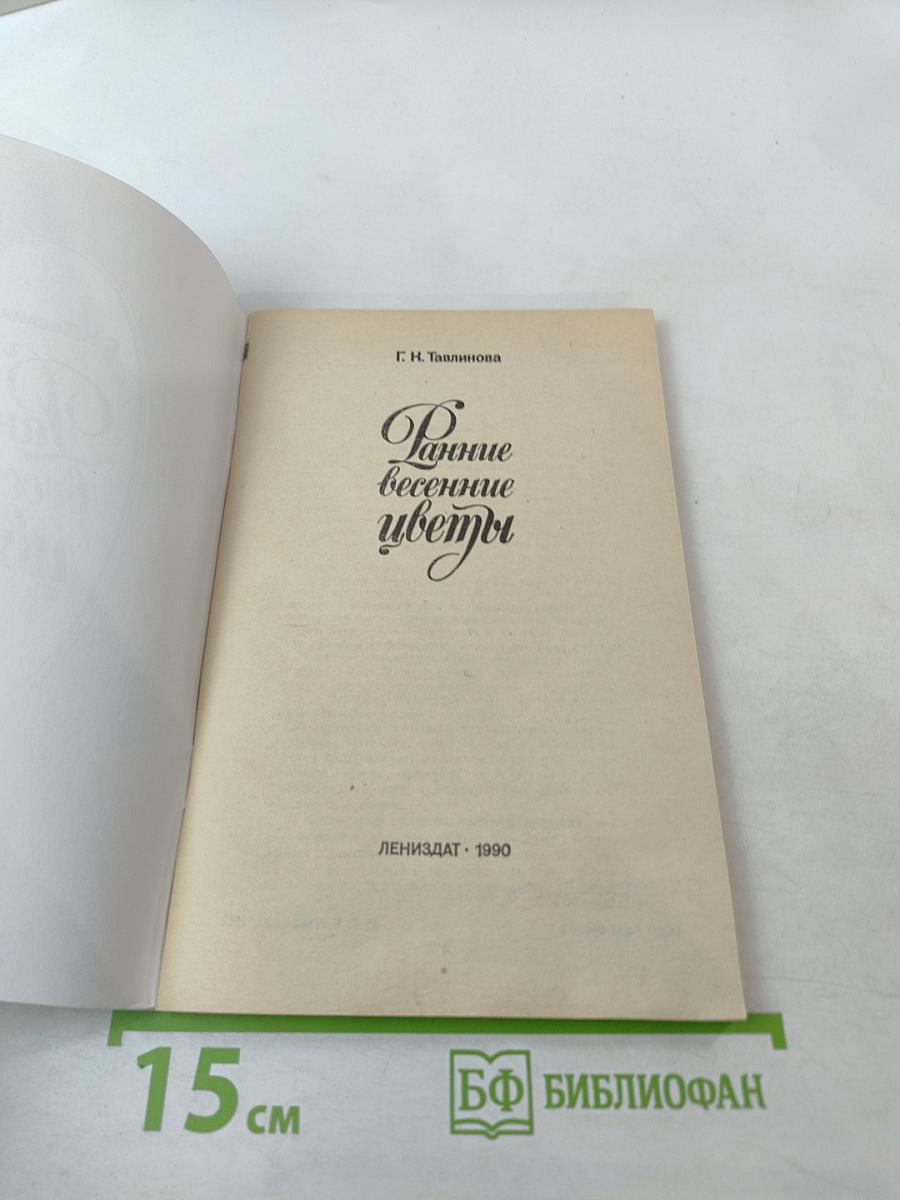 Г. К. Тавлинова
Ранние
весенние
цветы
ЛЕНИЗДАТ • 1990
15 см
БФ БИБЛИОФАН